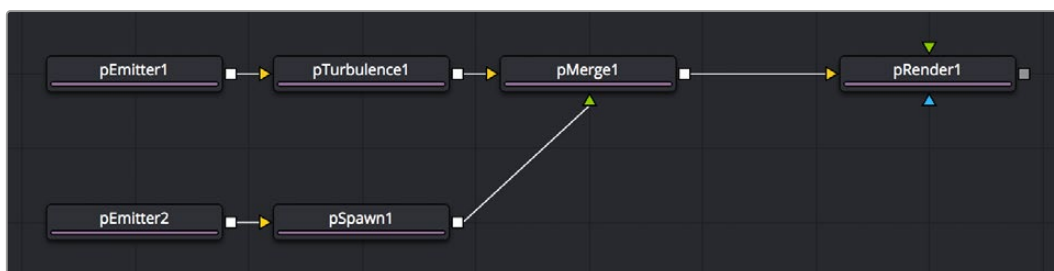 pEmitter1
pTurbulence1
pMerge1
pRender1
pEmitter2
pSpawn1